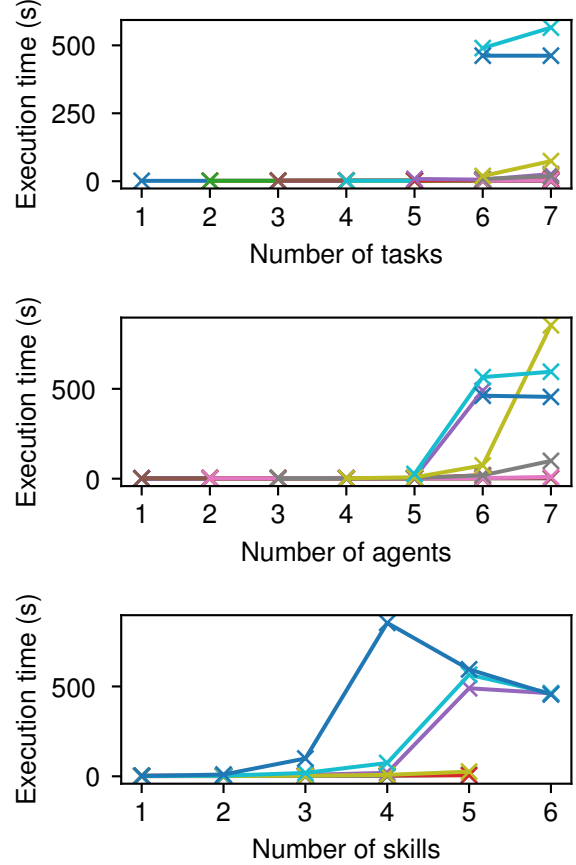 Execution time (s)
500
250
0
1 2 3 4 5 6 7
Number of tasks
Execution time (s)
500
0
1 2 3 4 5 6 7
Number of agents
Execution time (s)
500
0
1 2 3 4 5 6
Number of skills